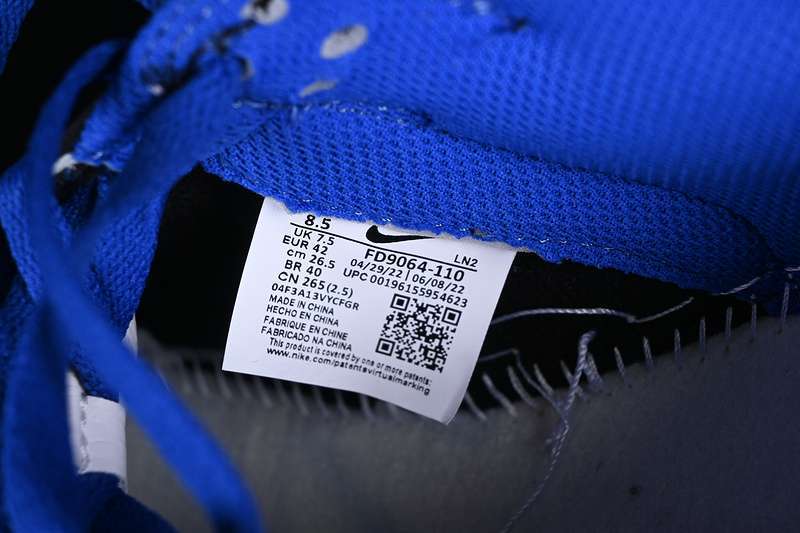 8.5
UK 7.5
EUR 42
cm 26.5
BR 40
CN 265(2.5)
LN2
FD9064-110
04/29/22 | 06/08/22
UPC 00196155954623
04F3A13VYCFGR
MADE IN CHINA
HECHO EN CHINA
FABRIQUE EN CHINE
FABRICADO NA CHINA
This product is covered by one or more patents:
www.nike.com/patentsvirtualmarking